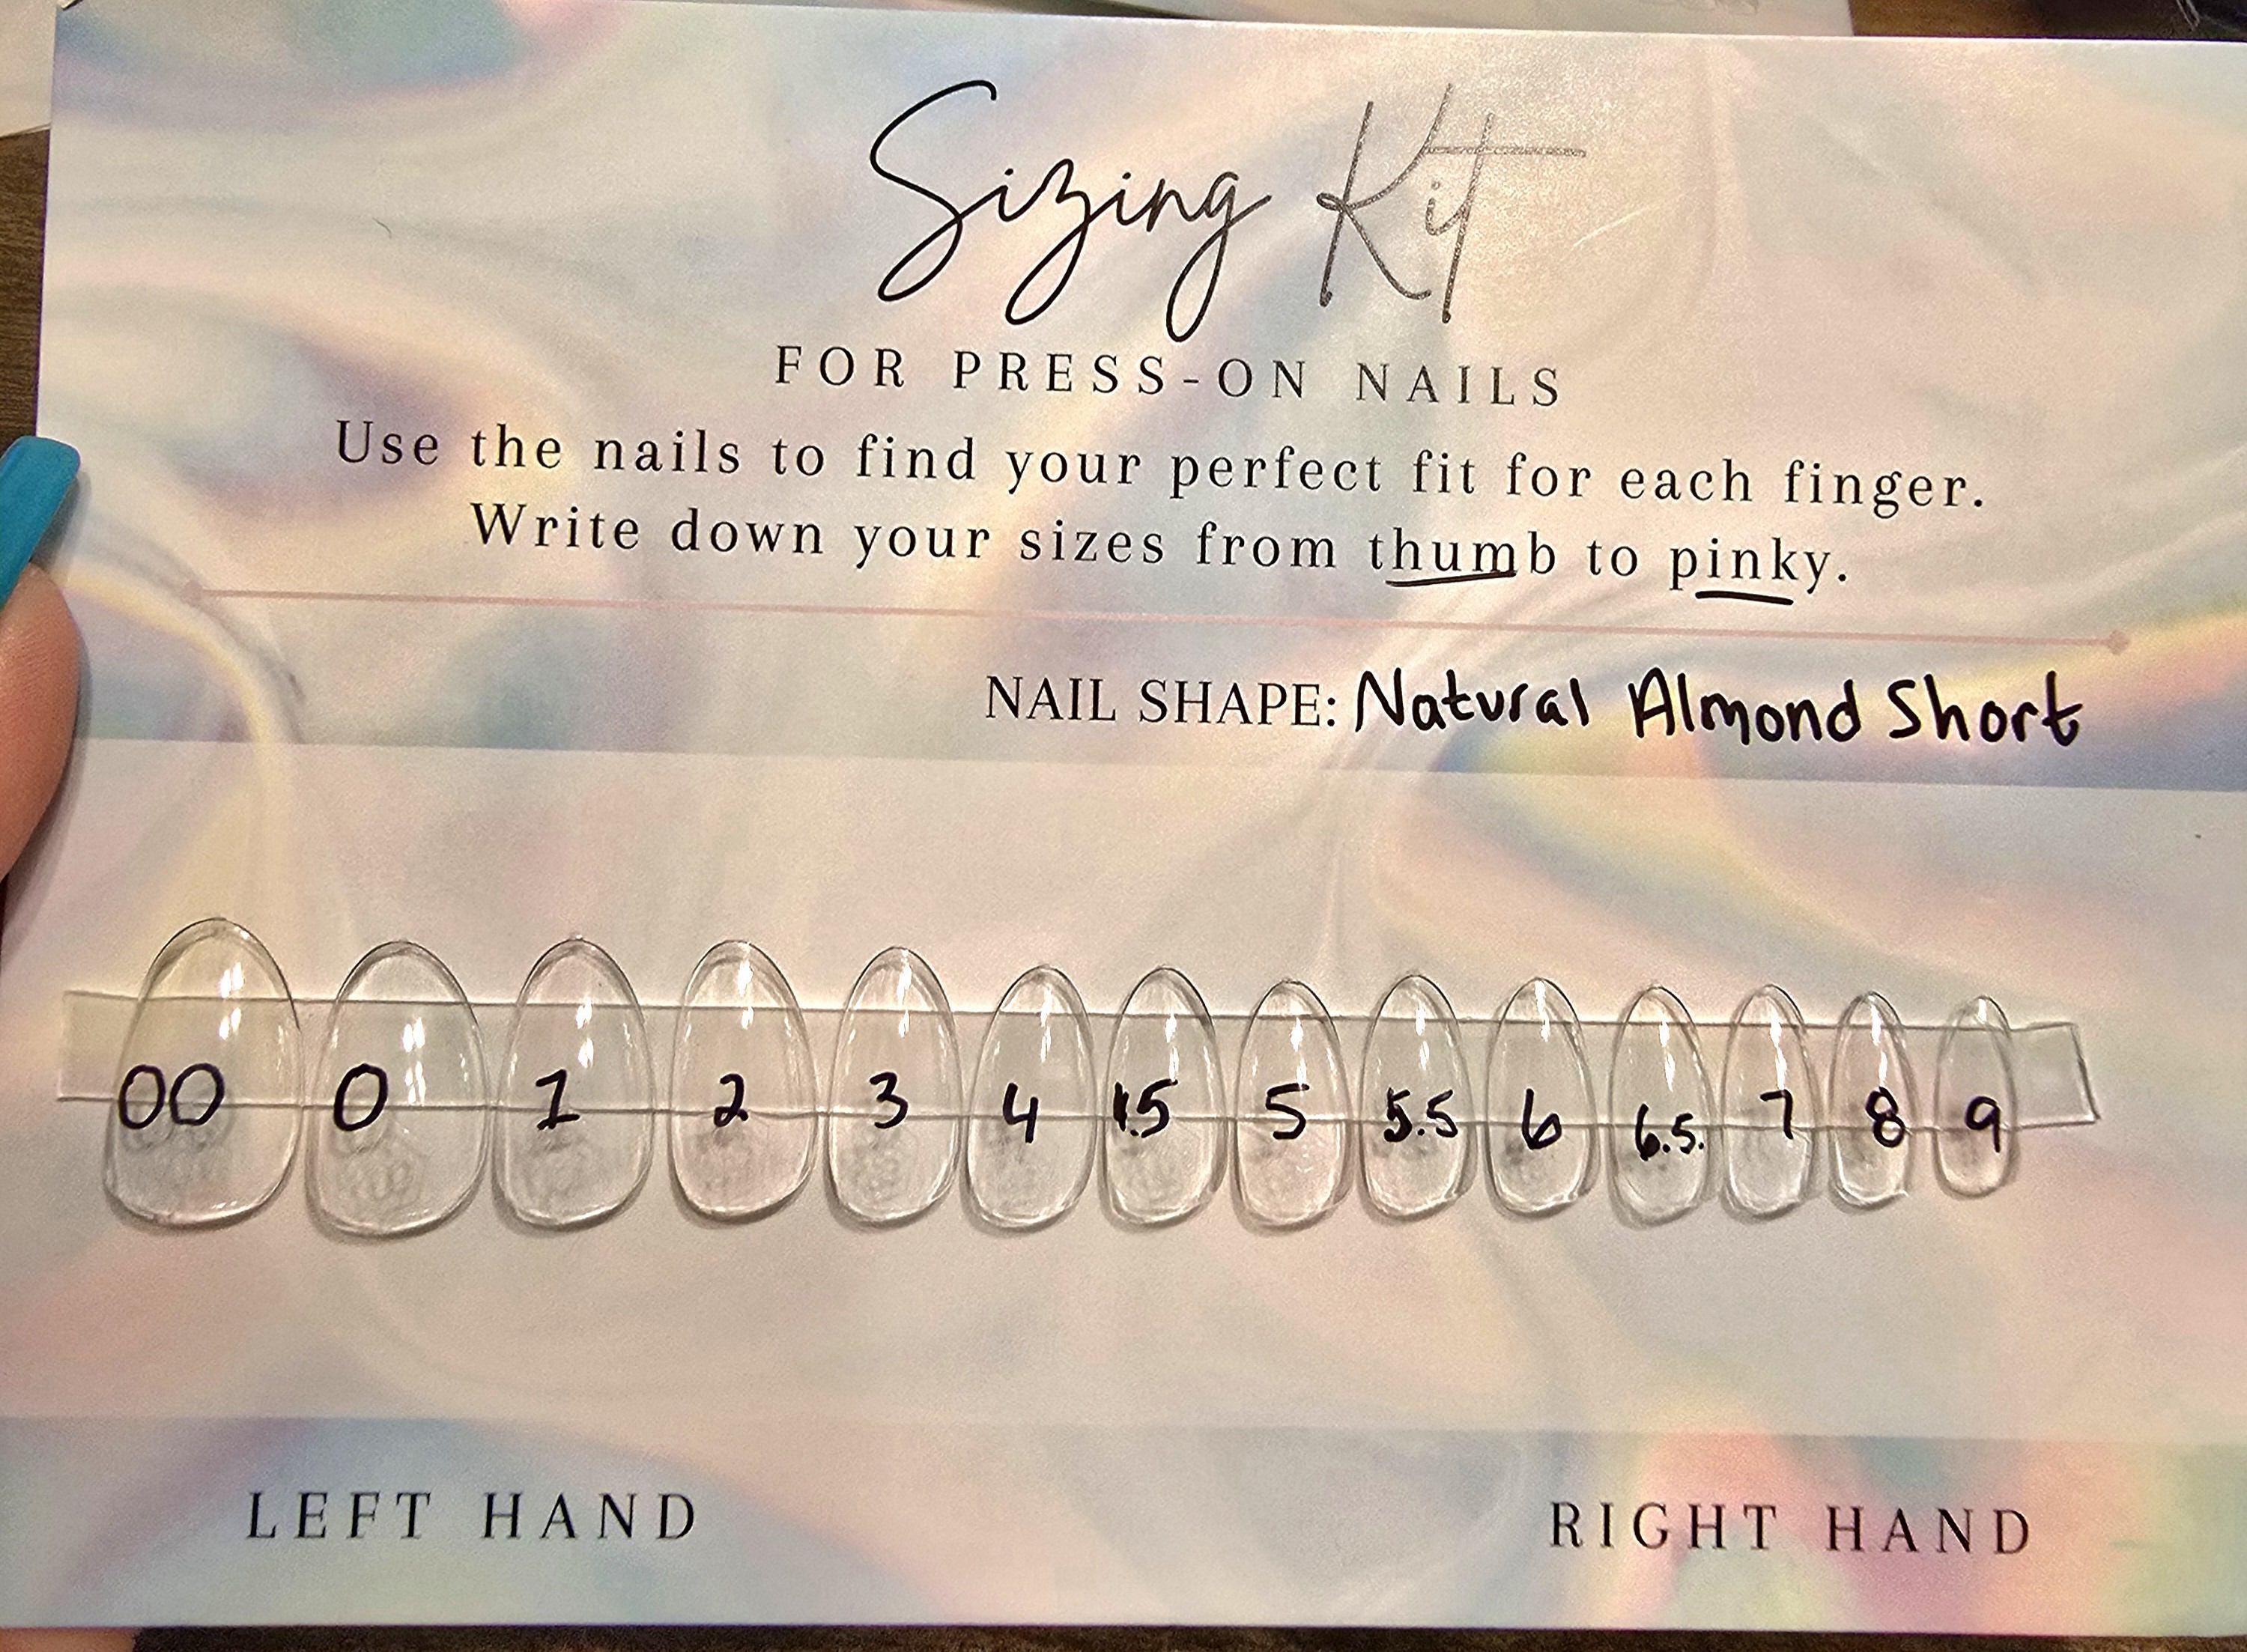 Sizing Kit
FOR PRESS-ON NAILS
Use the nails to find your perfect fit for each finger.
Write down your sizes from thumb to pinky.
NAIL SHAPE: Natural Almond Short
00 0 1 2 3 4 1.5 5 5.5 6 6.5. 7 8 9
LEFT HAND RIGHT HAND